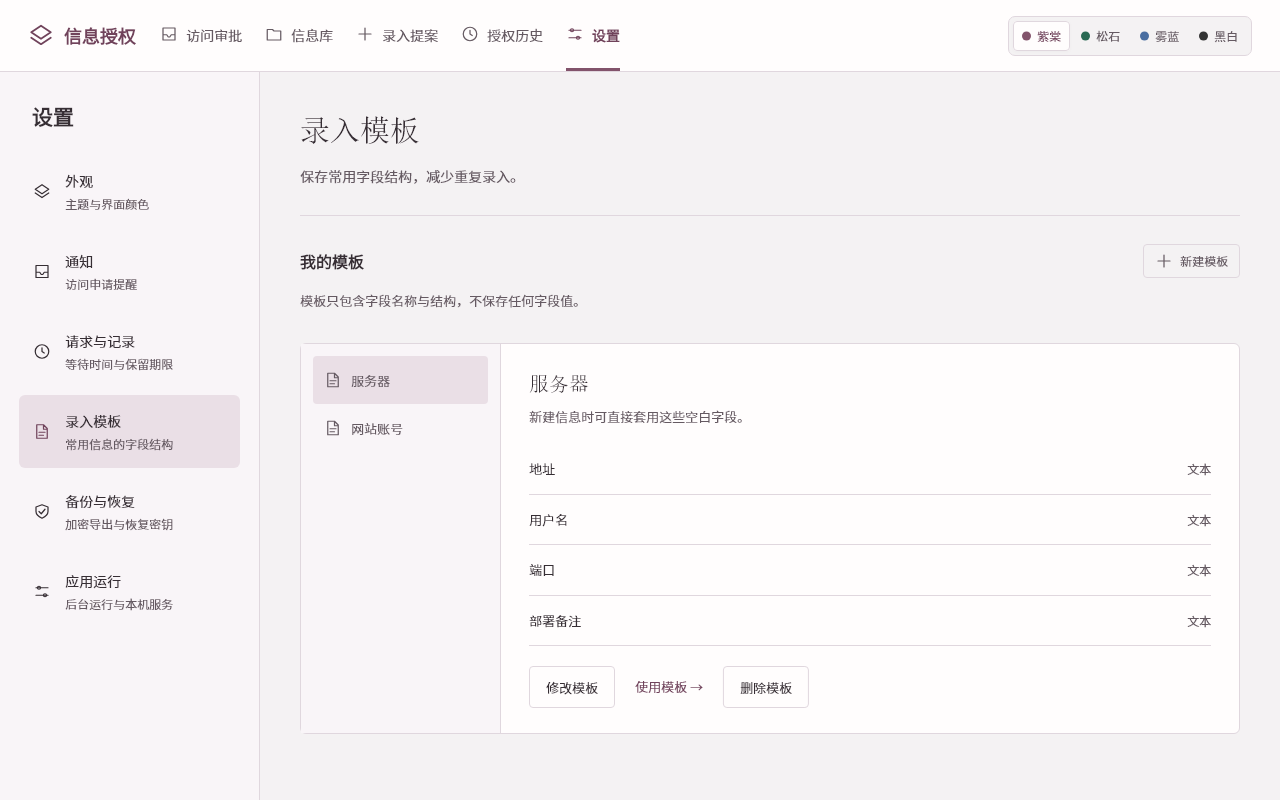 信息授权
访问审批
信息库
录入提案
授权历史
设置
紫棠
松石
雾蓝
黑白
设置
外观
主题与界面颜色
通知
访问申请提醒
请求与记录
等待时间与保留期限
录入模板
常用信息的字段结构
备份与恢复
加密导出与恢复密钥
应用运行
后台运行与本机服务
录入模板
保存常用字段结构，减少重复录入。
我的模板
新建模板
模板只包含字段名称与结构，不保存任何字段值。
服务器
网站账号
服务器
新建信息时可直接套用这些空白字段。
地址 文本
用户名 文本
端口 文本
部署备注 文本
修改模板 使用模板 → 删除模板